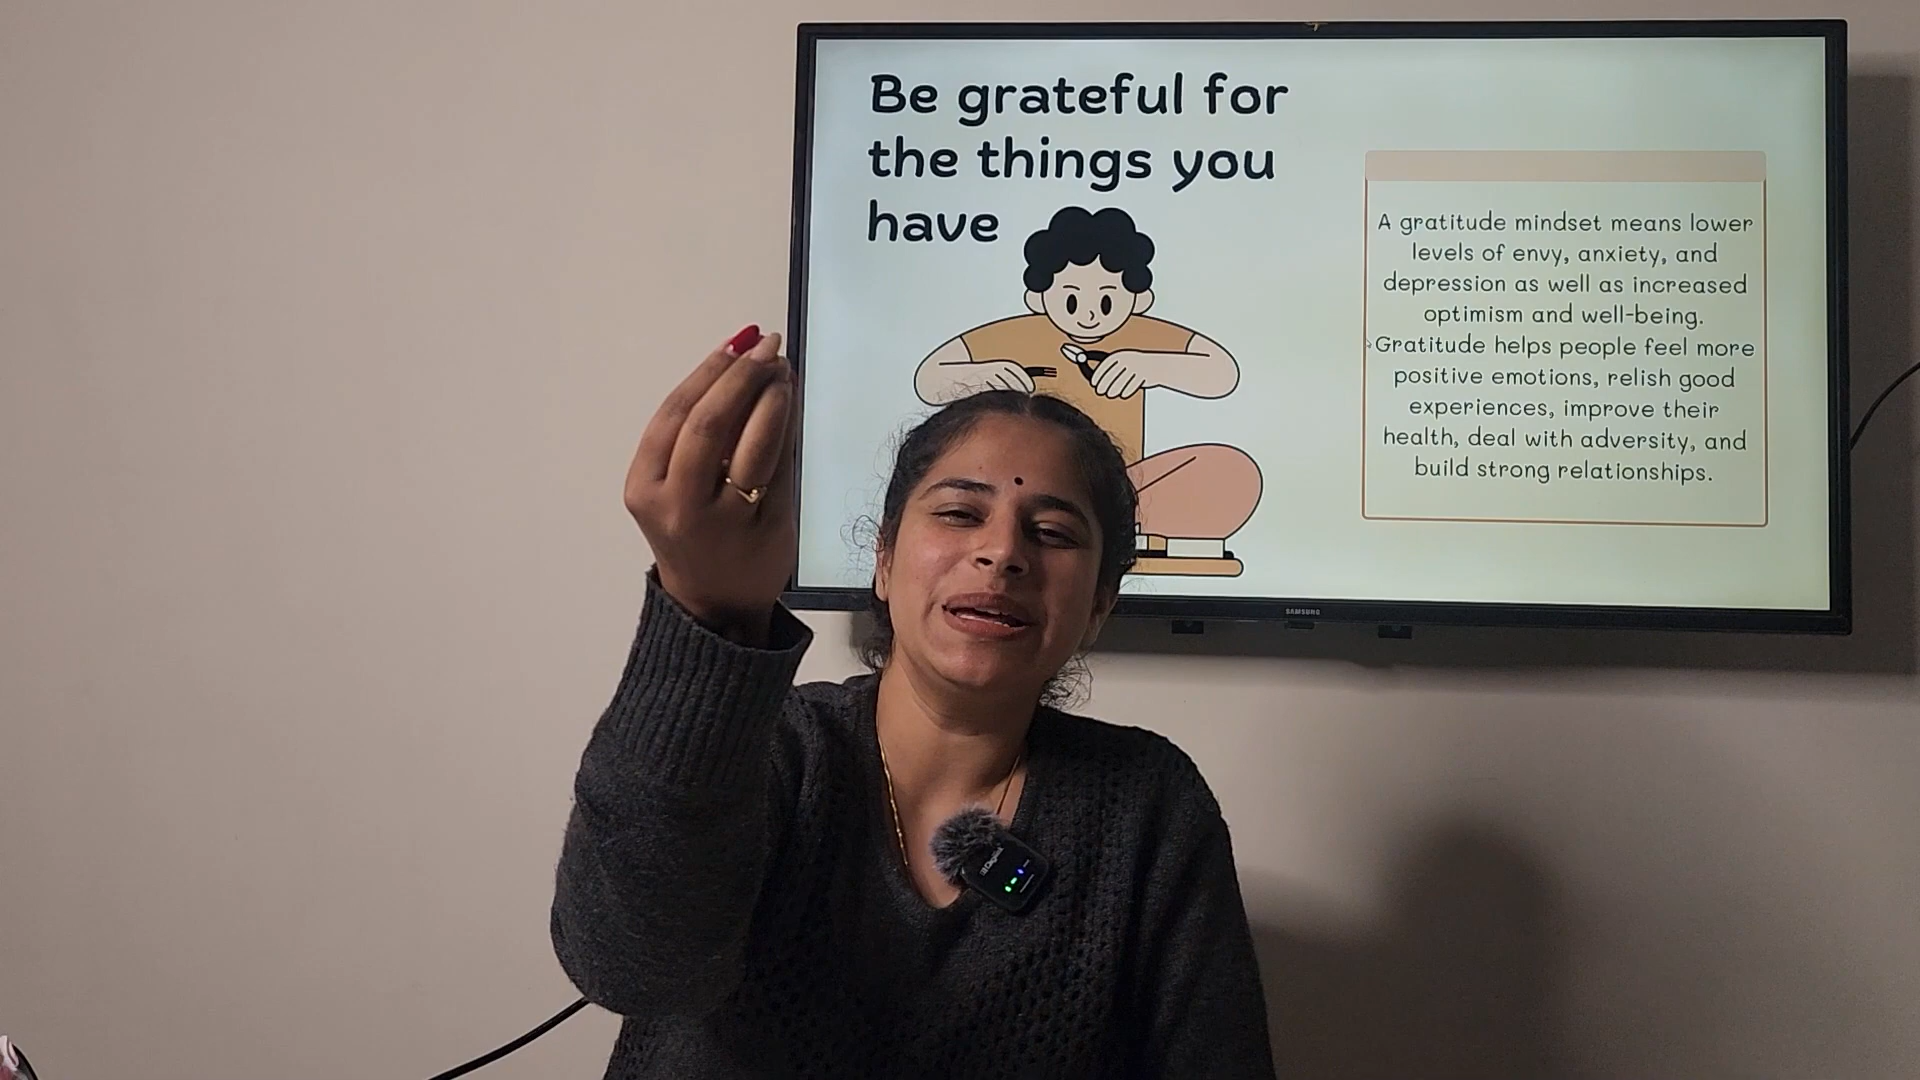 Be grateful for
the things you
have
A gratitude mindset means lower
levels of envy, anxiety, and
depression as well as increased
optimism and well-being.
Gratitude helps people feel more
positive emotions, relish good
experiences, improve their
health, deal with adversity, and
build strong relationships.
SAMSUNG